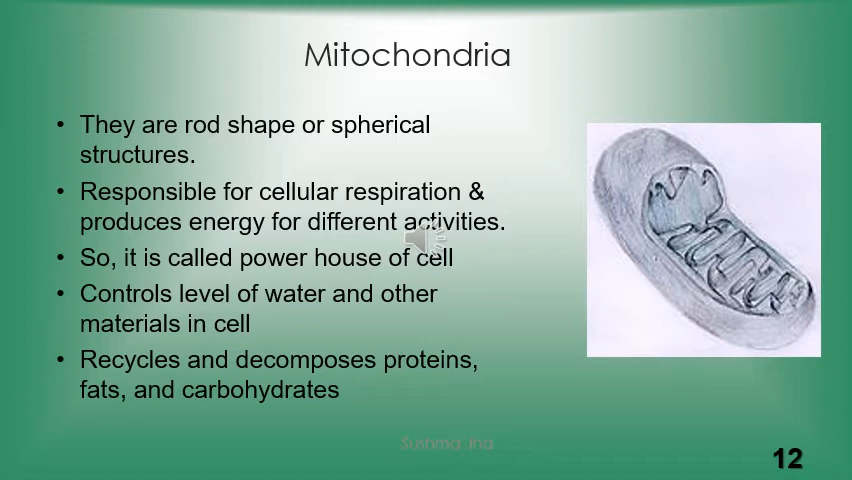 Mitochondria
• They are rod shape or spherical
structures.
• Responsible for cellular respiration &
produces energy for different activities.
• So, it is called power house of cell
• Controls level of water and other
materials in cell
• Recycles and decomposes proteins,
fats, and carbohydrates
Sushma Jha
12